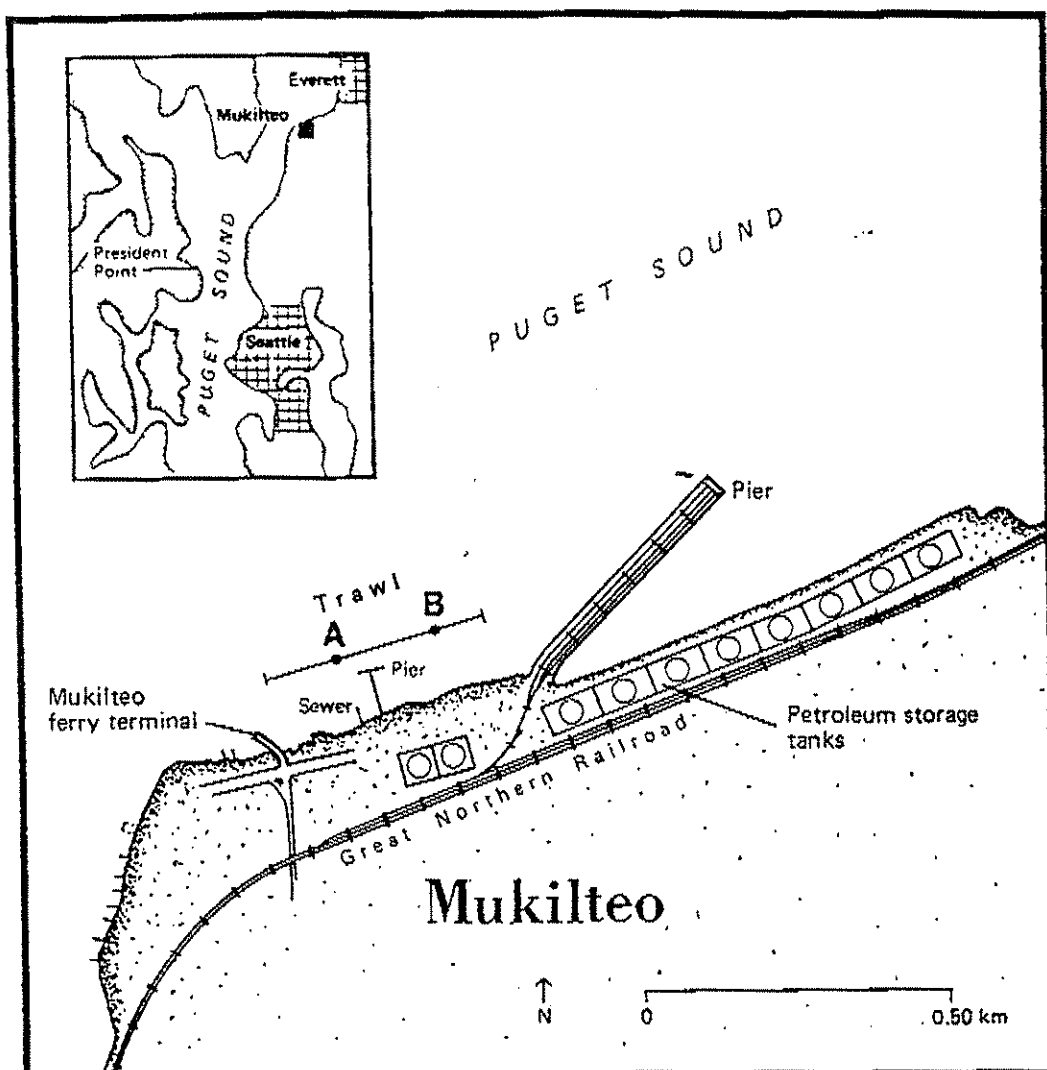 Everett
Mukilteo
President
Point
PUGET SOUND
Seattle
PUGET SOUND
Pier
Trawl
A
B
Pier
Sewer
Mukilteo
ferry terminal
Petroleum storage
tanks
Great Northern Railroad
Mukilteo
N
0
0.50 km